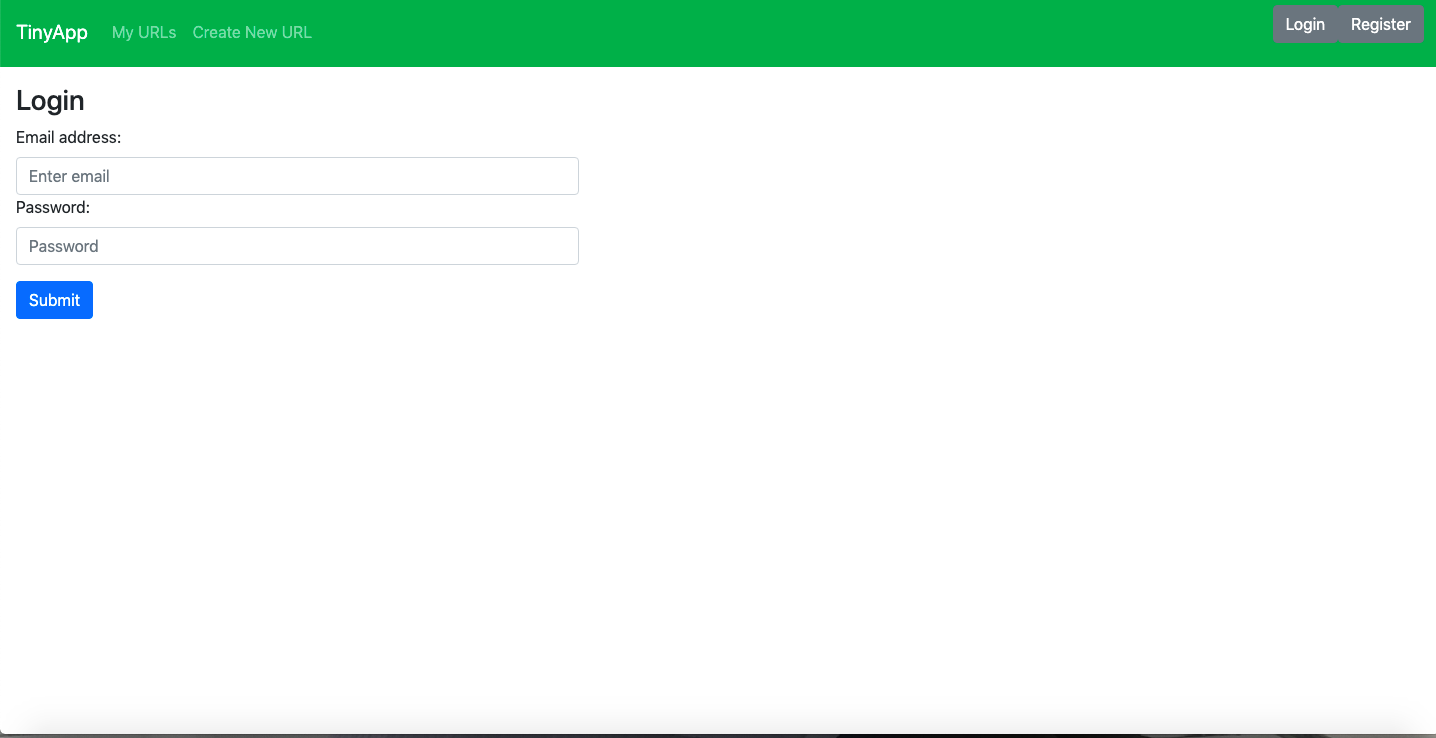 TinyApp My URLs Create New URL Login Register
Login
Email address:
Enter email
Password:
Password
Submit